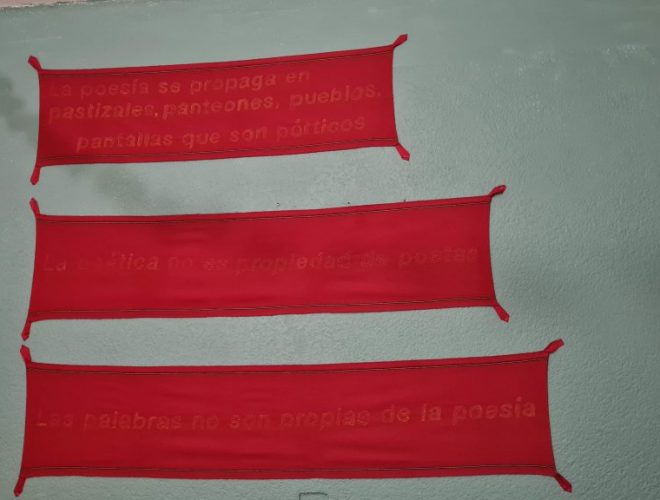 La poesía se propaga en
pastizales, panteones, pueblos,
pantallas que son pórticos
La poética no es propiedad de poetas
Las palabras no son propias de la poesía